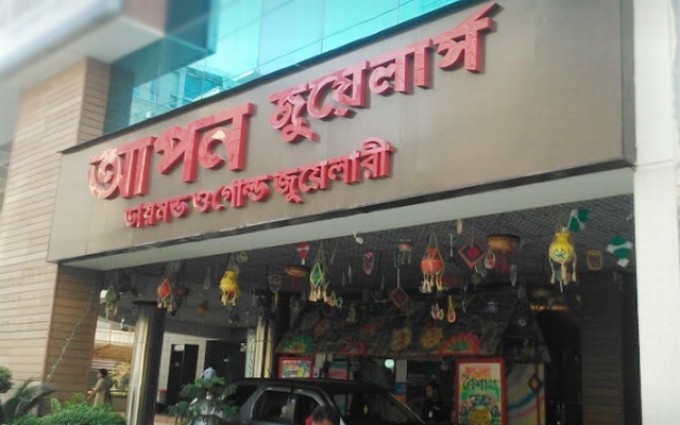 আপন জুয়েলার্স
ডায়মন্ড ও গোল্ড জুয়েলারী